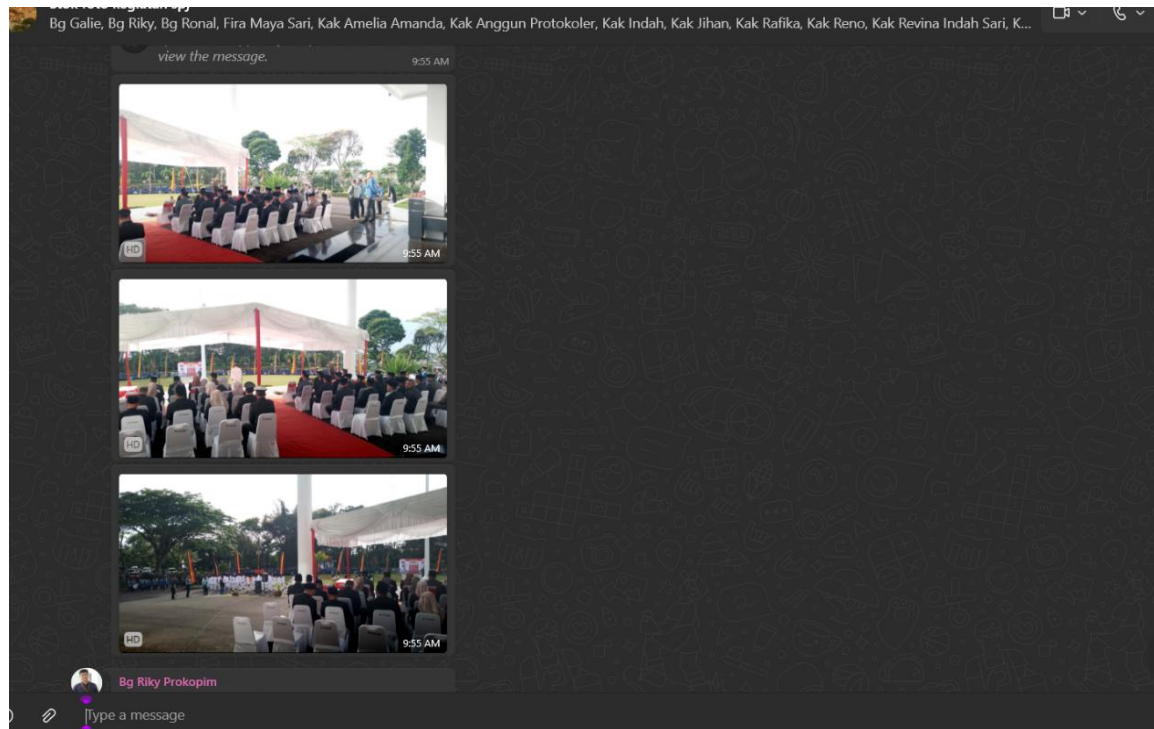 Bg Galie, Bg Riky, Bg Ronal, Fira Maya Sari, Kak Amelia Amanda, Kak Anggun Protokoler, Kak Indah, Kak Jihan, Kak Rafika, Kak Reno, Kak Revina Indah Sari, K...
view the message.
9:55 AM
HD
9:55 AM
HD
9:55 AM
HD
9:55 AM
Bg Riky Prokopim
Type a message